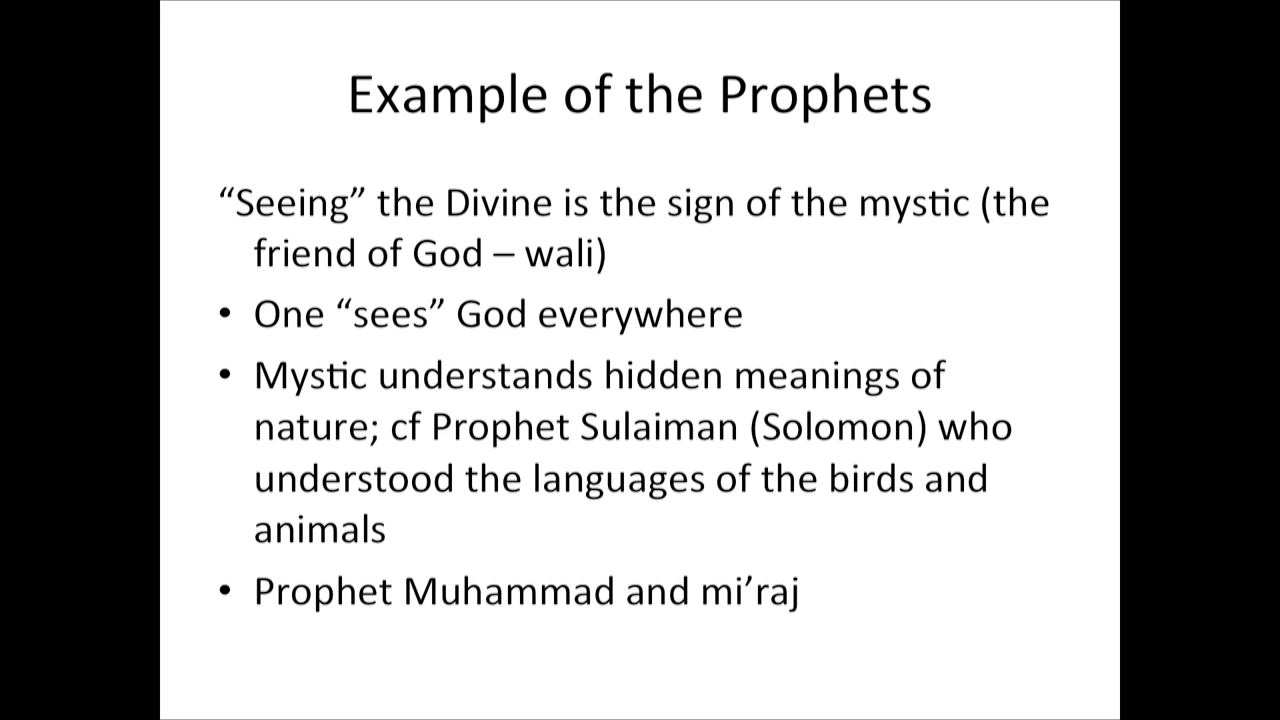 Example of the Prophets
“Seeing” the Divine is the sign of the mystic (the
friend of God – wali)
• One “sees” God everywhere
• Mystic understands hidden meanings of
nature; cf Prophet Sulaiman (Solomon) who
understood the languages of the birds and
animals
• Prophet Muhammad and mi’raj